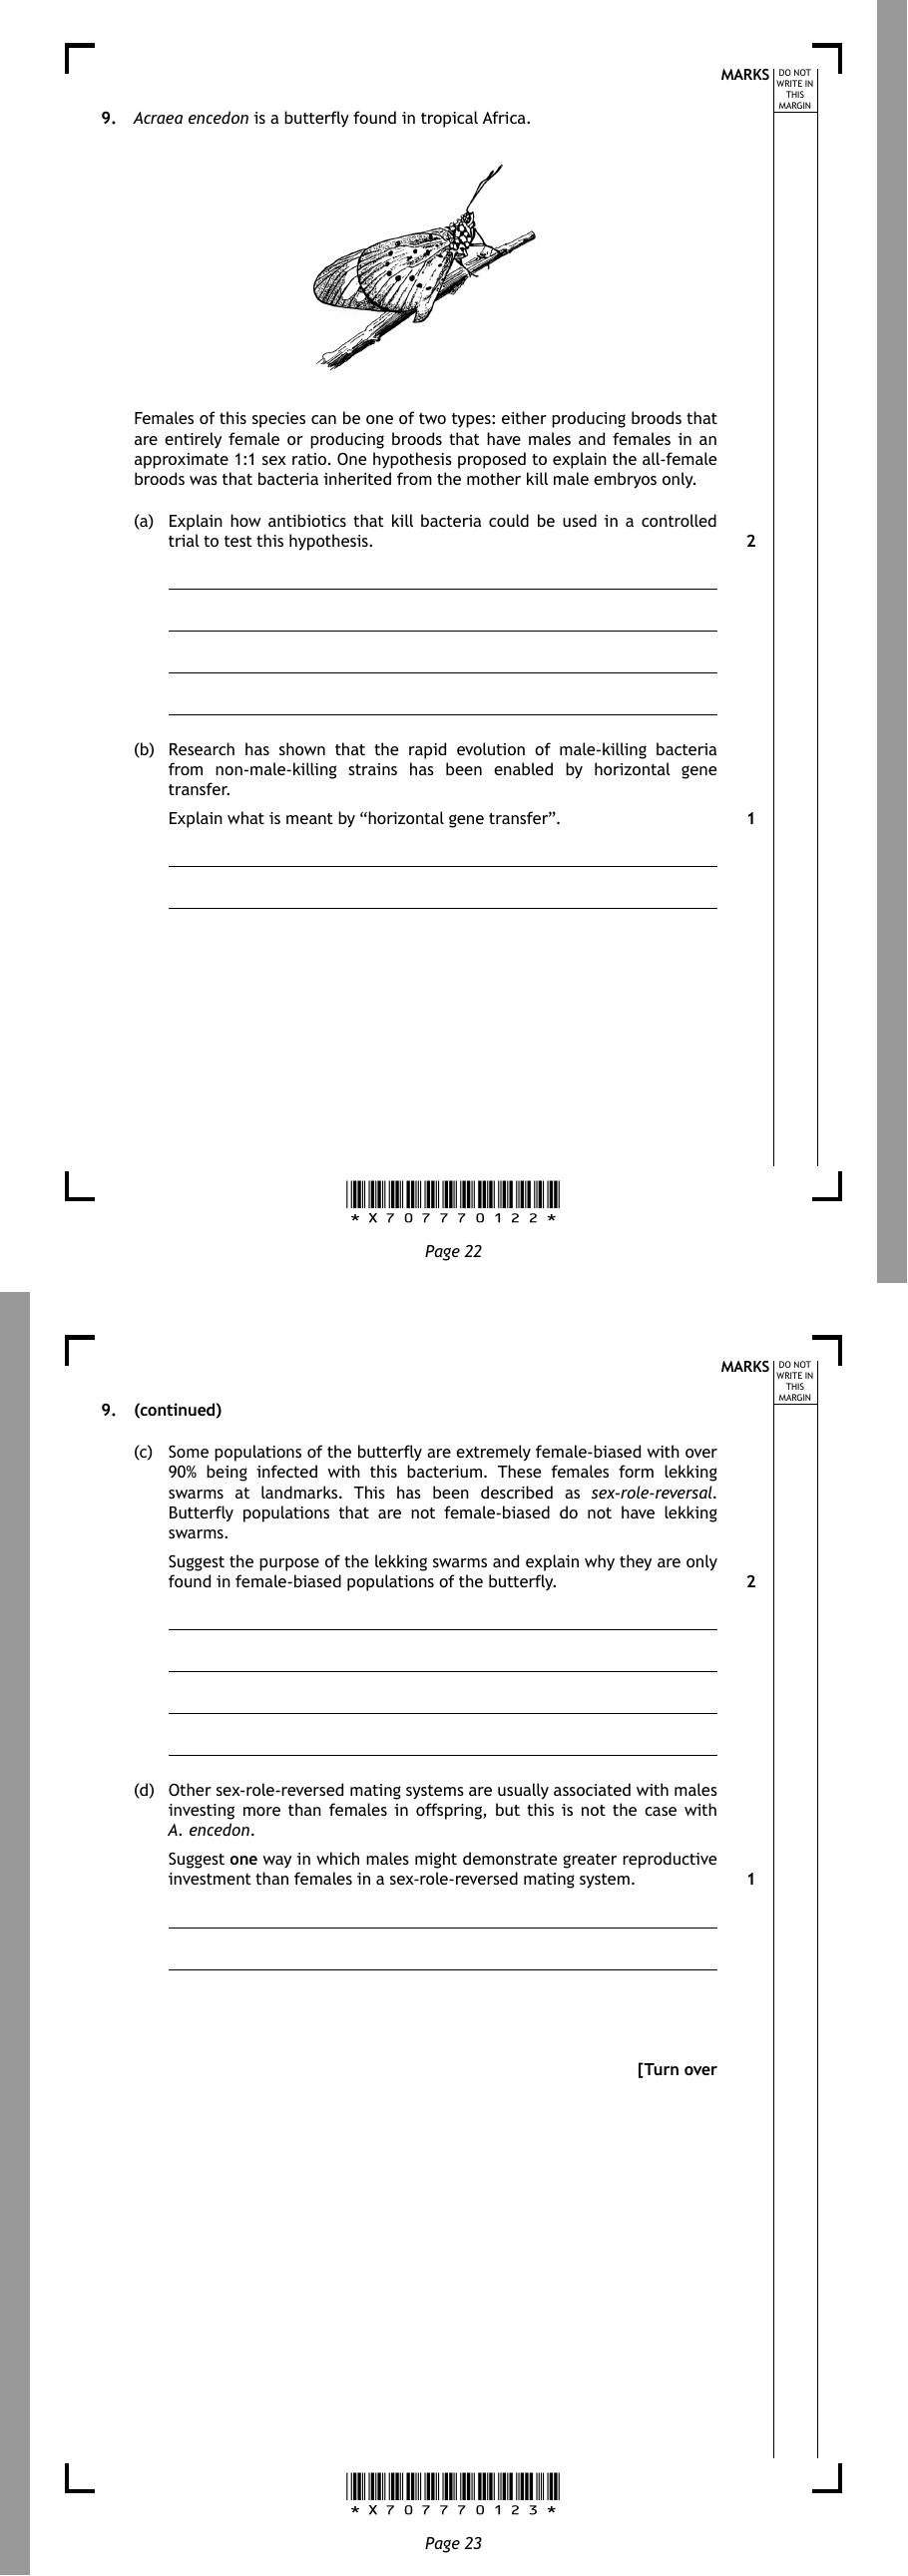 MARKS
DO NOT
WRITE IN
THIS
MARGIN
9. Acraea encedon is a butterfly found in tropical Africa.
Females of this species can be one of two types: either producing broods that
are entirely female or producing broods that have males and females in an
approximate 1:1 sex ratio. One hypothesis proposed to explain the all-female
broods was that bacteria inherited from the mother kill male embryos only.
(a) Explain how antibiotics that kill bacteria could be used in a controlled
trial to test this hypothesis. 2
(b) Research has shown that the rapid evolution of male-killing bacteria
from non-male-killing strains has been enabled by horizontal gene
transfer.
Explain what is meant by “horizontal gene transfer”. 1
* X 7 0 7 7 7 0 1 2 2 *
Page 22
MARKS
DO NOT
WRITE IN
THIS
MARGIN
9. (continued)
(c) Some populations of the butterfly are extremely female-biased with over
90% being infected with this bacterium. These females form lekking
swarms at landmarks. This has been described as sex-role-reversal.
Butterfly populations that are not female-biased do not have lekking
swarms.
Suggest the purpose of the lekking swarms and explain why they are only
found in female-biased populations of the butterfly. 2
(d) Other sex-role-reversed mating systems are usually associated with males
investing more than females in offspring, but this is not the case with
A. encedon.
Suggest one way in which males might demonstrate greater reproductive
investment than females in a sex-role-reversed mating system. 1
[Turn over
* X 7 0 7 7 7 0 1 2 3 *
Page 23